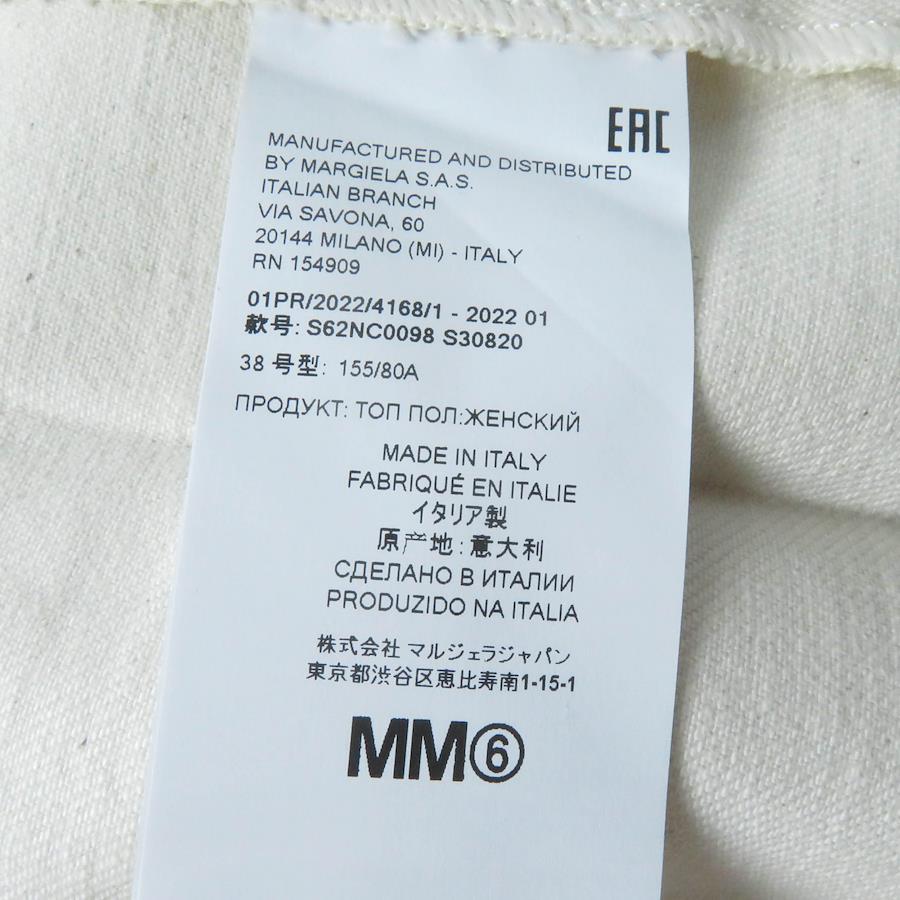 EAC
MANUFACTURED AND DISTRIBUTED
BY MARGIELA S.A.S.
ITALIAN BRANCH
VIA SAVONA, 60
20144 MILANO (MI) - ITALY
RN 154909
01PR/2022/4168/1 - 2022 01
款号: S62NC0098 S30820
38 号型: 155/80A
ПРОДУКТ: ТОП ПОЛ:ЖЕНСКИЙ
MADE IN ITALY
FABRIQUÉ EN ITALIE
イタリア製
原产地: 意大利
СДЕЛАНО В ИТАЛИИ
PRODUZIDO NA ITALIA
株式会社 マルジェラジャパン
東京都渋谷区恵比寿南1-15-1
MM⑥